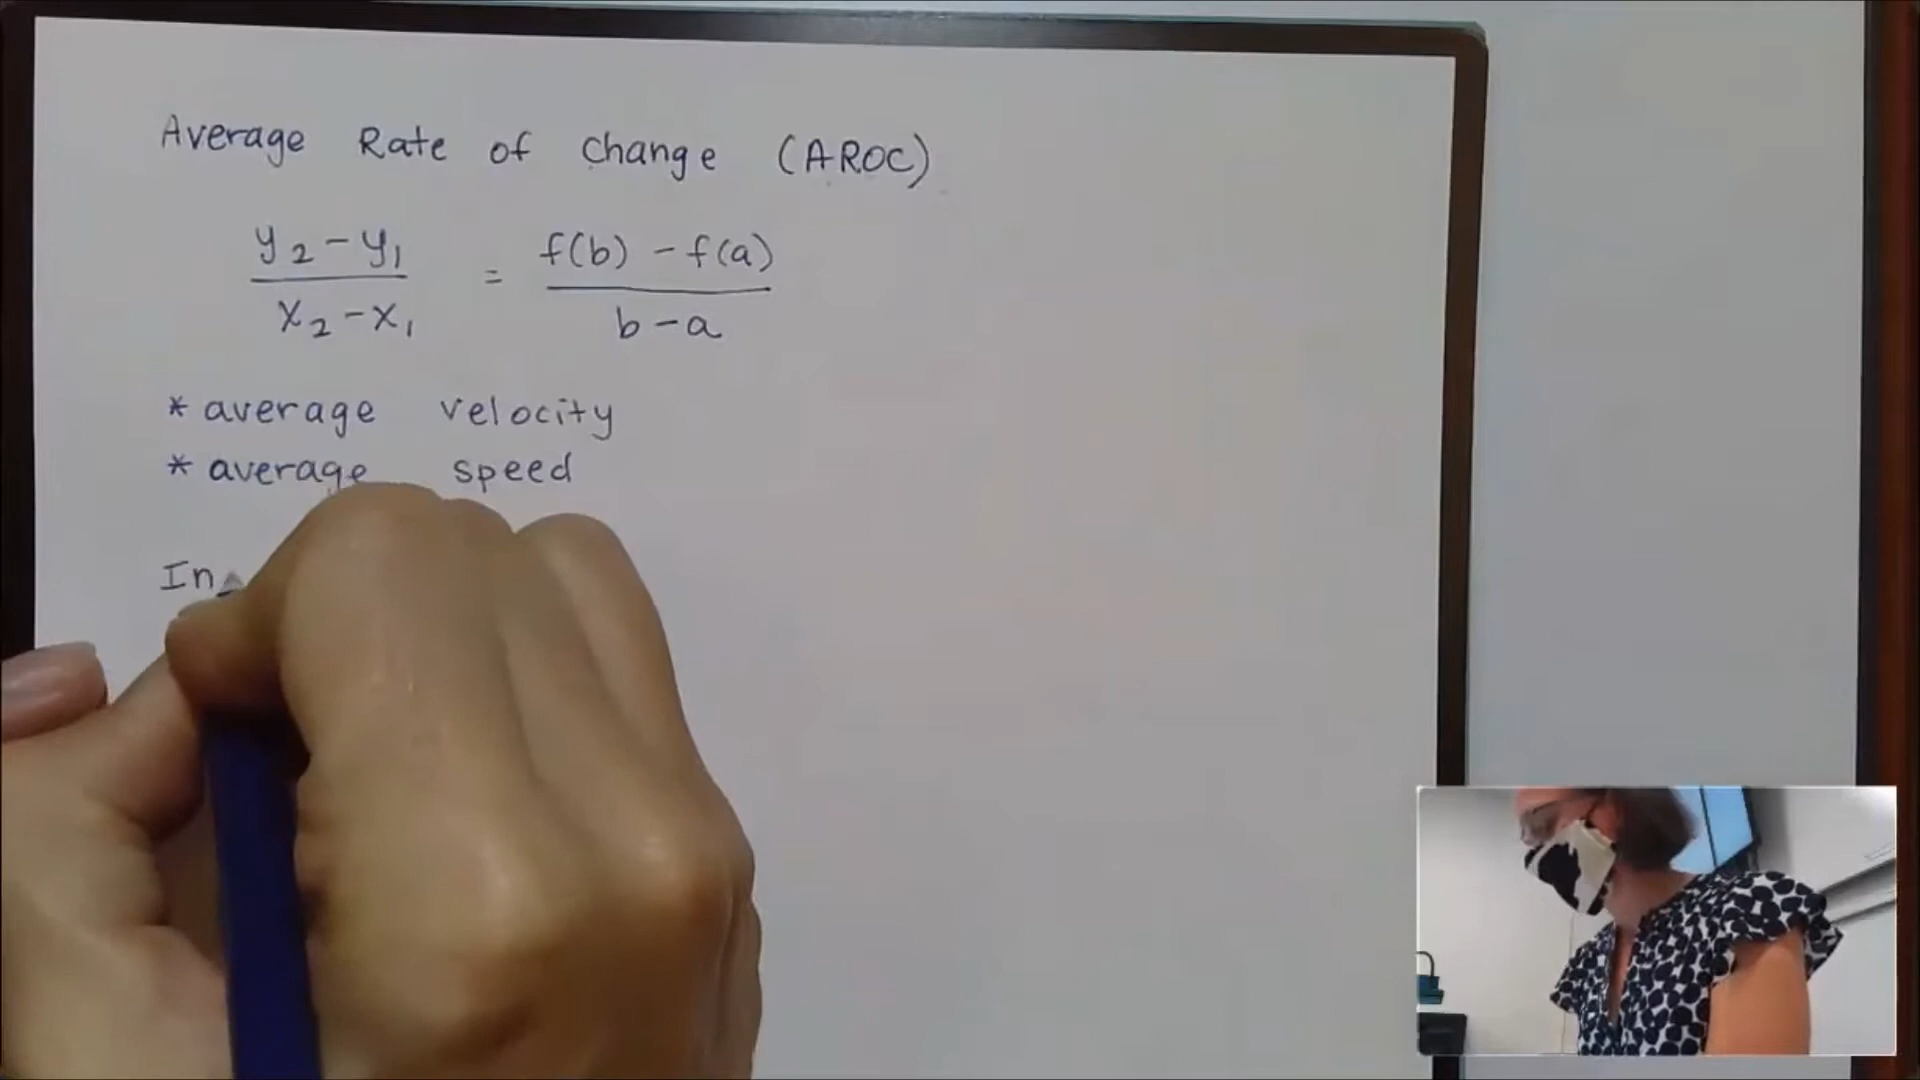 Average Rate of Change (AROC)
y₂ - y₁ / x₂ - x₁ = f(b) - f(a) / b - a
* average velocity
* average speed
In